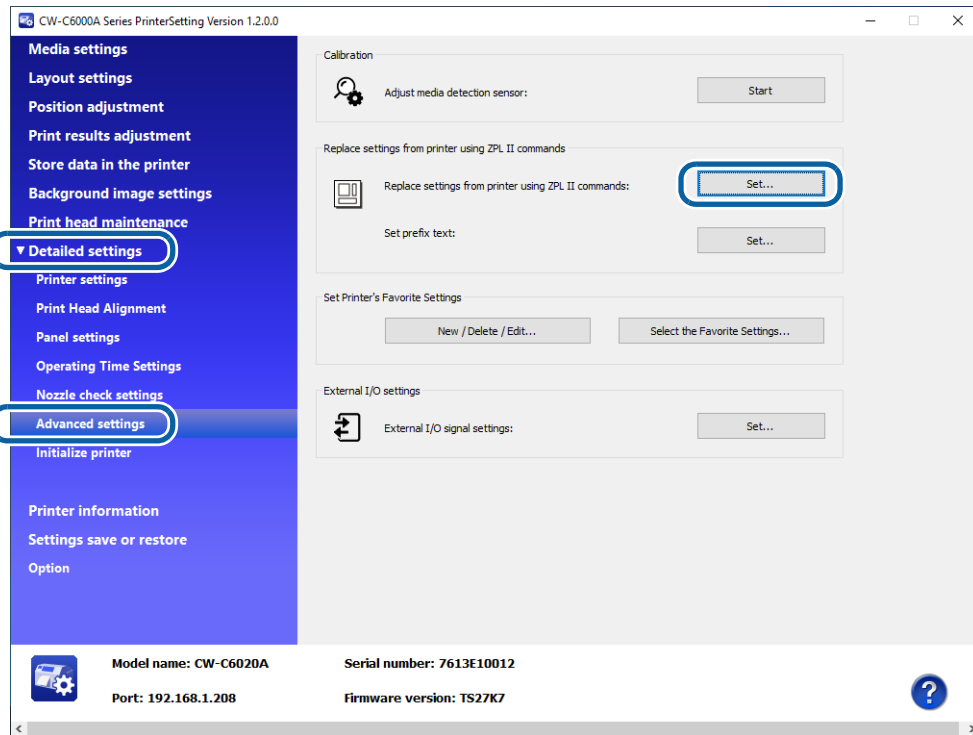 CW-C6000A Series PrinterSetting Version 1.2.0.0
Media settings
Layout settings
Position adjustment
Print results adjustment
Store data in the printer
Background image settings
Print head maintenance
▼ Detailed settings
Printer settings
Print Head Alignment
Panel settings
Operating Time Settings
Nozzle check settings
Advanced settings
Initialize printer
Printer information
Settings save or restore
Option
Calibration
Adjust media detection sensor:
Start
Replace settings from printer using ZPL II commands
Replace settings from printer using ZPL II commands:
Set...
Set prefix text:
Set...
Set Printer's Favorite Settings
New / Delete / Edit...
Select the Favorite Settings...
External I/O settings
External I/O signal settings:
Set...
Model name: CW-C6020A
Serial number: 7613E10012
Port: 192.168.1.208
Firmware version: TS27K7
?